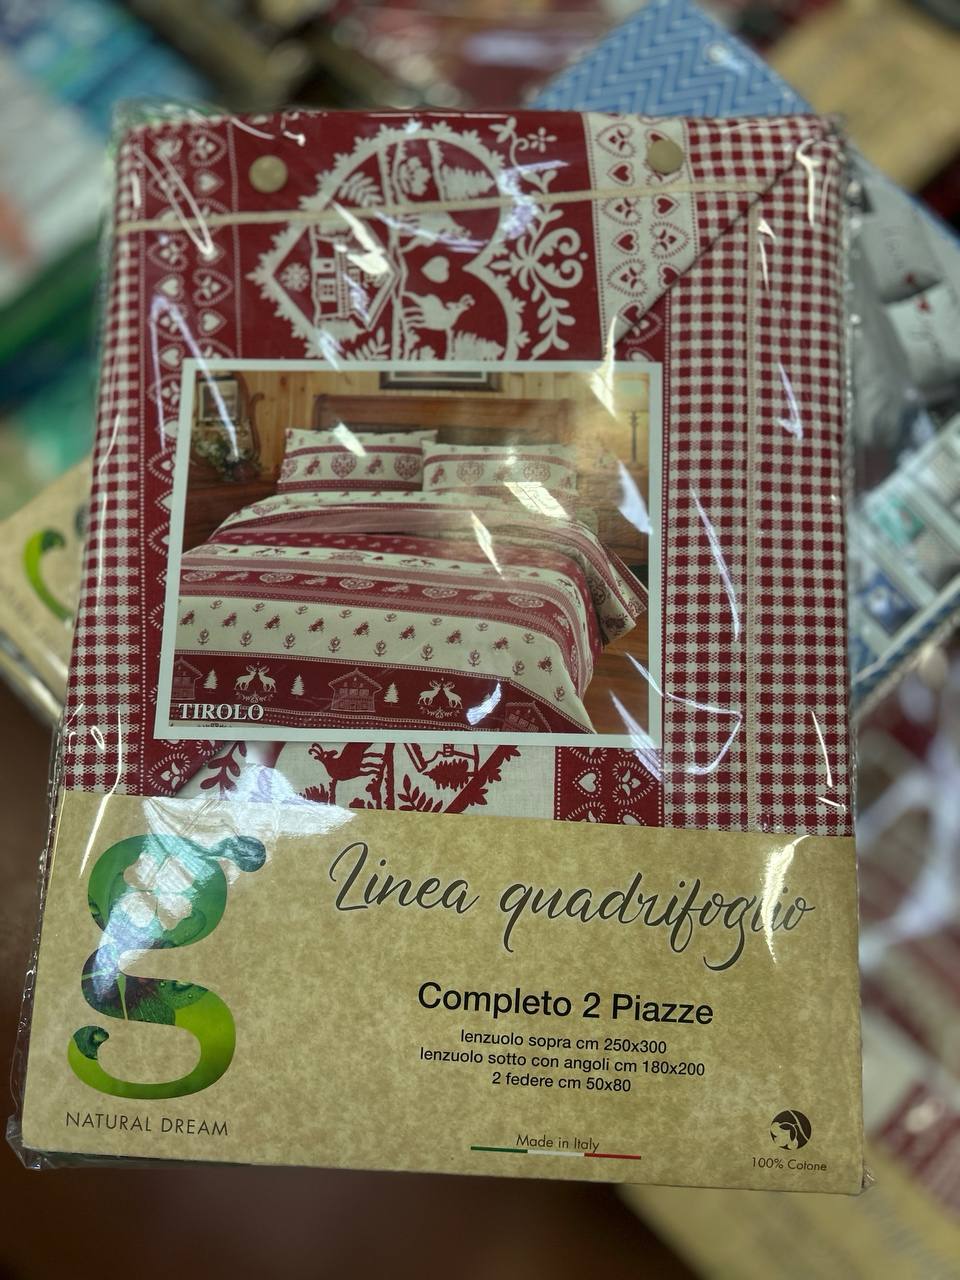 TIROLO
Linea quadrifoglio
Completo 2 Piazze
lenzuolo sopra cm 250x300
lenzuolo sotto con angoli cm 180x200
2 federe cm 50x80
g
NATURAL DREAM
Made in Italy
100% Cotone